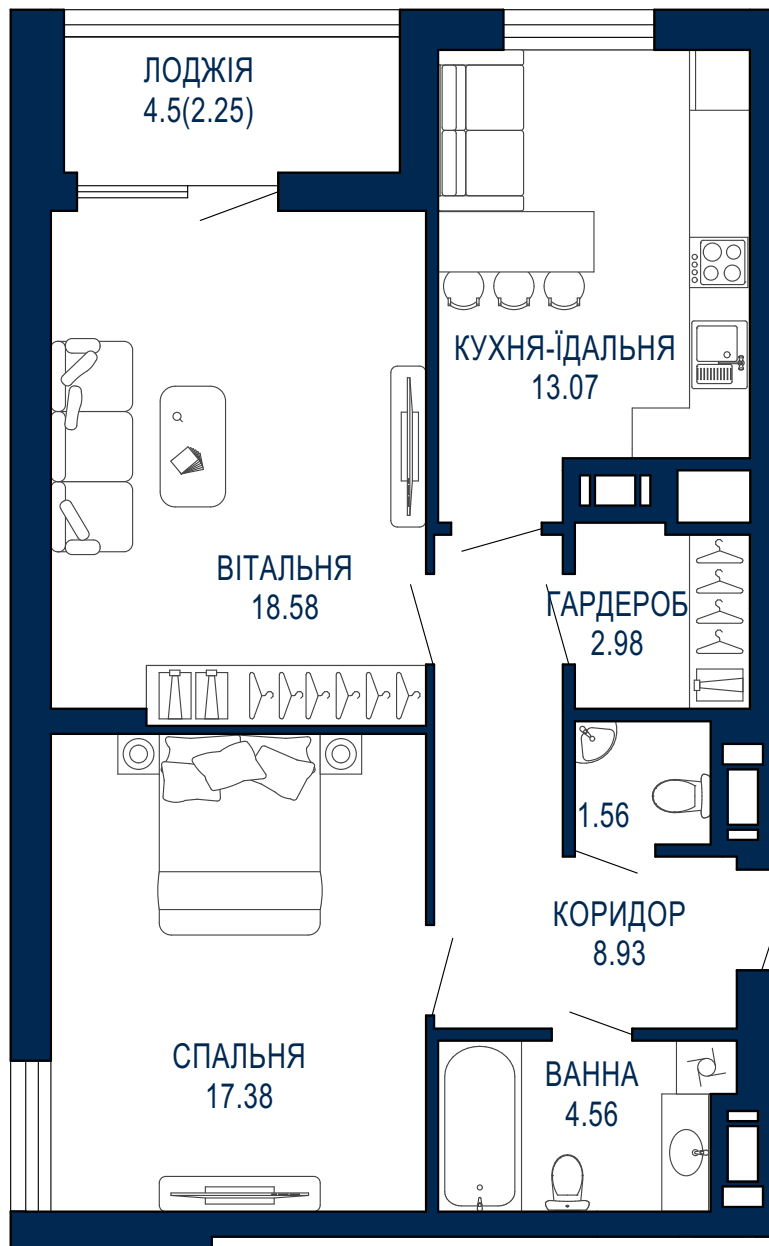 ЛОДЖІЯ
4.5(2.25)
КУХНЯ-ЇДАЛЬНЯ
13.07
ВІТАЛЬНЯ
18.58
ГАРДЕРОБ
2.98
1.56
КОРИДОР
8.93
СПАЛЬНЯ
17.38
ВАННА
4.56